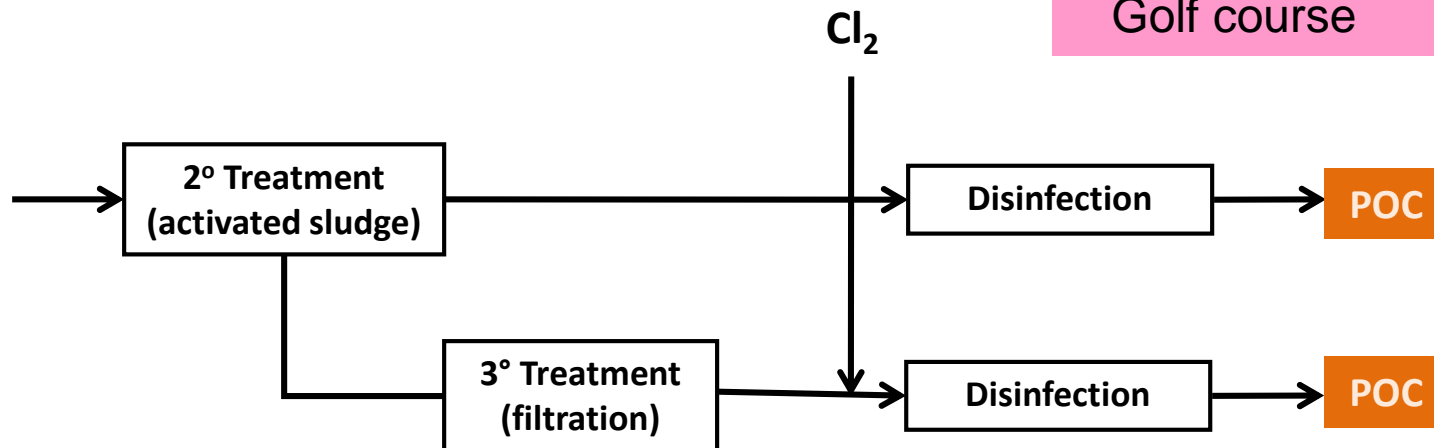 Cl₂
Golf course
2º Treatment
(activated sludge)
Disinfection
POC
3° Treatment
(filtration)
Disinfection
POC